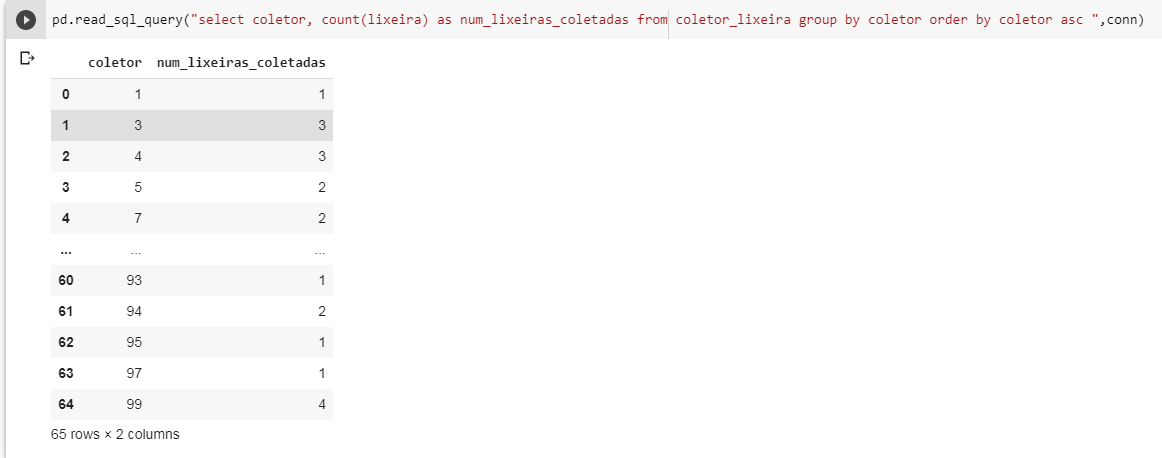 pd.read_sql_query("select coletor, count(lixeira) as num_lixeiras_coletadas from coletor_lixeira group by coletor order by coletor asc ",conn)
coletor num_lixeiras_coletadas
0 1 1
1 3 3
2 4 3
3 5 2
4 7 2
... ... ...
60 93 1
61 94 2
62 95 1
63 97 1
64 99 4
65 rows × 2 columns